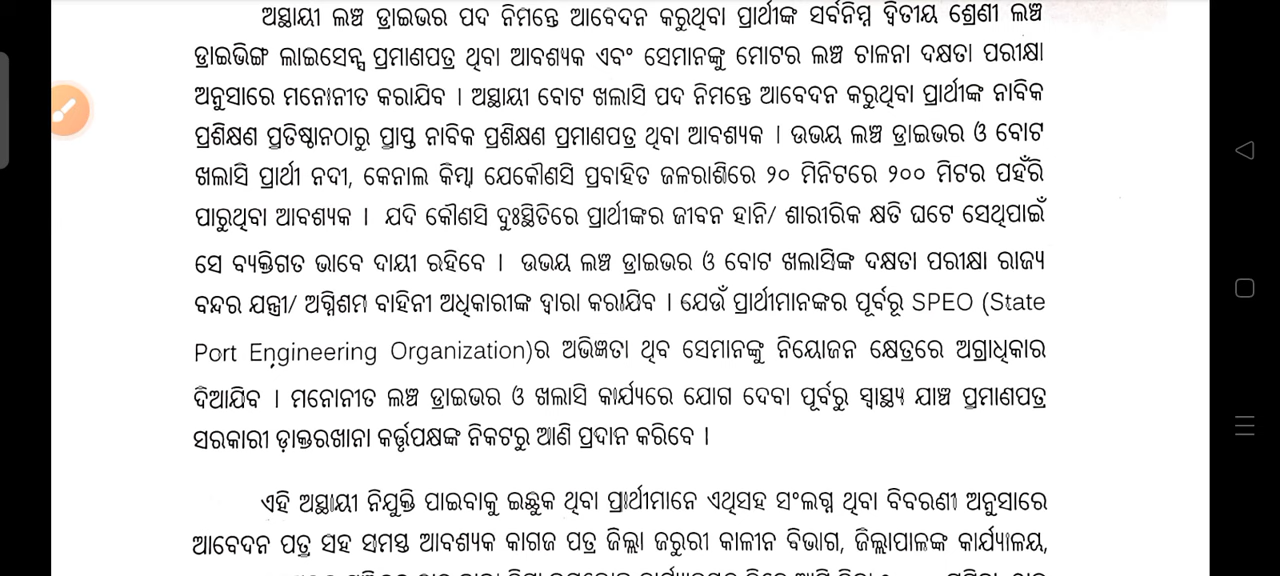 ଅସ୍ଥାୟୀ ଲଞ୍ଚ ଡ୍ରାଇଭର ପଦ ନିମନ୍ତେ ଆବେଦନ କରୁଥିବା ପ୍ରାର୍ଥୀଙ୍କ ସର୍ବନିମ୍ନ ଦ୍ଵିତୀୟ ଶ୍ରେଣୀ ଲଞ୍ଚ
ଡ୍ରାଇଭିଙ୍ଗ ଲାଇସେନ୍ସ ପ୍ରମାଣପତ୍ର ଥିବା ଆବଶ୍ୟକ ଏବଂ ସେମାନଙ୍କୁ ମୋଟର ଲଞ୍ଚ ଚାଳନା ଦକ୍ଷତା ପରୀକ୍ଷା
ଅନୁସାରେ ମନୋନୀତ କରାଯିବ । ଅସ୍ଥାୟୀ ବୋଟ ଖଲାସି ପଦ ନିମନ୍ତେ ଆବେଦନ କରୁଥିବା ପ୍ରାର୍ଥୀଙ୍କ ନାବିକ
ପ୍ରଶିକ୍ଷଣ ପ୍ରତିଷ୍ଠାନଠାରୁ ପ୍ରାପ୍ତ ନାବିକ ପ୍ରଶିକ୍ଷଣ ପ୍ରମାଣପତ୍ର ଥିବା ଆବଶ୍ୟକ । ଉଭୟ ଲଞ୍ଚ ଡ୍ରାଇଭର ଓ ବୋଟ
ଖଲାସି ପ୍ରାର୍ଥୀ ନଦୀ, କେନାଲ କିମ୍ବା ଯେକୌଣସି ପ୍ରବାହିତ ଜଳରାଶିରେ ୨୦ ମିନିଟରେ ୨୦୦ ମିଟର ପହଁରି
ପାରୁଥିବା ଆବଶ୍ୟକ । ଯଦି କୌଣସି ଦୁଃସ୍ଥିତିରେ ପ୍ରାର୍ଥୀଙ୍କର ଜୀବନ ହାନି/ ଶାରୀରିକ କ୍ଷତି ଘଟେ ସେଥିପାଇଁ
ସେ ବ୍ୟକ୍ତିଗତ ଭାବେ ଦାୟୀ ରହିବେ । ଉଭୟ ଲଞ୍ଚ ଡ୍ରାଇଭର ଓ ବୋଟ ଖଲାସିଙ୍କ ଦକ୍ଷତା ପରୀକ୍ଷା ରାଜ୍ୟ
ବନ୍ଦର ଯନ୍ତ୍ରୀ/ ଅଗ୍ନିଶମ ବାହିନୀ ଅଧିକାରୀଙ୍କ ଦ୍ୱାରା କରାଯିବ । ଯେଉଁ ପ୍ରାର୍ଥୀମାନଙ୍କର ପୂର୍ବରୁ SPEO (State
Port Engineering Organization)ର ଅଭିଜ୍ଞତା ଥିବ ସେମାନଙ୍କୁ ନିୟୋଜନ କ୍ଷେତ୍ରରେ ଅଗ୍ରାଧିକାର
ଦିଆଯିବ । ମନୋନୀତ ଲଞ୍ଚ ଡ୍ରାଇଭର ଓ ଖଲାସି କାର୍ଯ୍ୟରେ ଯୋଗ ଦେବା ପୂର୍ବରୁ ସ୍ୱାସ୍ଥ୍ୟ ଯାଞ୍ଚ ପ୍ରମାଣପତ୍ର
ସରକାରୀ ଡ଼ାକ୍ତରଖାନା କର୍ତ୍ତୃପକ୍ଷଙ୍କ ନିକଟରୁ ଆଣି ପ୍ରଦାନ କରିବେ ।
ଏହି ଅସ୍ଥାୟୀ ନିଯୁକ୍ତି ପାଇବାକୁ ଇଚ୍ଛୁକ ଥିବା ପ୍ରାର୍ଥୀମାନେ ଏଥିସହ ସଂଲଗ୍ନ ଥିବା ବିବରଣୀ ଅନୁସାରେ
ଆବେଦନ ପତ୍ର ସହ ସମସ୍ତ ଆବଶ୍ୟକ କାଗଜ ପତ୍ର ଜିଲ୍ଲା ଜରୁରୀ କାଳୀନ ବିଭାଗ, ଜିଲ୍ଲାପାଳଙ୍କ କାର୍ଯ୍ୟାଳୟ,